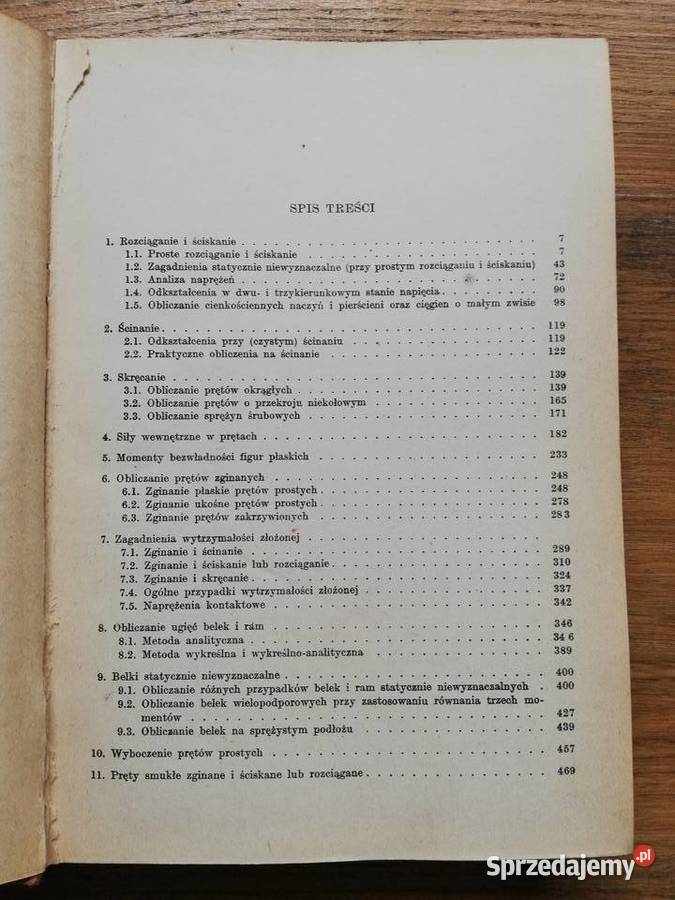 SPIS TREŚCI
1. Rozciąganie i ściskanie . . . . . . . . . . 7
1.1. Proste rozciąganie i ściskanie . . . . . . . . . . 7
1.2. Zagadnienia statycznie niewyznaczalne (przy prostym rozciąganiu i ściskaniu) 43
1.3. Analiza naprężeń . . . . . . . . . . 72
1.4. Odkształcenia w dwu- i trzykierunkowym stanie napięcia . . . . . . . . . . 90
1.5. Obliczanie cienkościennych naczyń i pierścieni oraz cięgien o małym zwisie 98
2. Ścinanie . . . . . . . . . . 119
2.1. Odkształcenia przy (czystym) ścinaniu . . . . . . . . . . 119
2.2. Praktyczne obliczenia na ścinanie . . . . . . . . . . 122
3. Skręcanie . . . . . . . . . . 139
3.1. Obliczanie prętów okrągłych . . . . . . . . . . 139
3.2. Obliczanie prętów o przekroju niekołowym . . . . . . . . . . 165
3.3. Obliczanie sprężyn śrubowych . . . . . . . . . . 171
4. Siły wewnętrzne w prętach . . . . . . . . . . 182
5. Momenty bezwładności figur płaskich . . . . . . . . . . 233
6. Obliczanie prętów zginanych . . . . . . . . . . 248
6.1. Zginanie płaskie prętów prostych . . . . . . . . . . 248
6.2. Zginanie ukośne prętów prostych . . . . . . . . . . 278
6.3. Zginanie prętów zakrzywionych . . . . . . . . . . 283
7. Zagadnienia wytrzymałości złożonej . . . . . . . . . .
7.1. Zginanie i ścinanie . . . . . . . . . . 289
7.2. Zginanie i ściskanie lub rozciąganie . . . . . . . . . . 310
7.3. Zginanie i skręcanie . . . . . . . . . . 324
7.4. Ogólne przypadki wytrzymałości złożonej . . . . . . . . . . 337
7.5. Naprężenia kontaktowe . . . . . . . . . . 342
8. Obliczanie ugięć belek i rám . . . . . . . . . . 346
8.1. Metoda analityczna . . . . . . . . . . 34 6
8.2. Metoda wykreślna i wykreślno-analityczna . . . . . . . . . . 389
9. Belki statycznie niewyznaczalne . . . . . . . . . . 400
9.1. Obliczanie różnych przypadków belek i ram statycznie niewyznaczalnych . 400
9.2. Obliczanie belek wielopodporowych przy zastosowaniu równania trzech mo-
mentów . . . . . . . . . . 427
9.3. Obliczanie belek na sprężystym podłożu . . . . . . . . . . 439
10. Wyboczenie prętów prostych . . . . . . . . . . 457
11. Pręty smukłe zginane i ściskane lub rozciągane . . . . . . . . . . 469
Sprzedajemy.pl